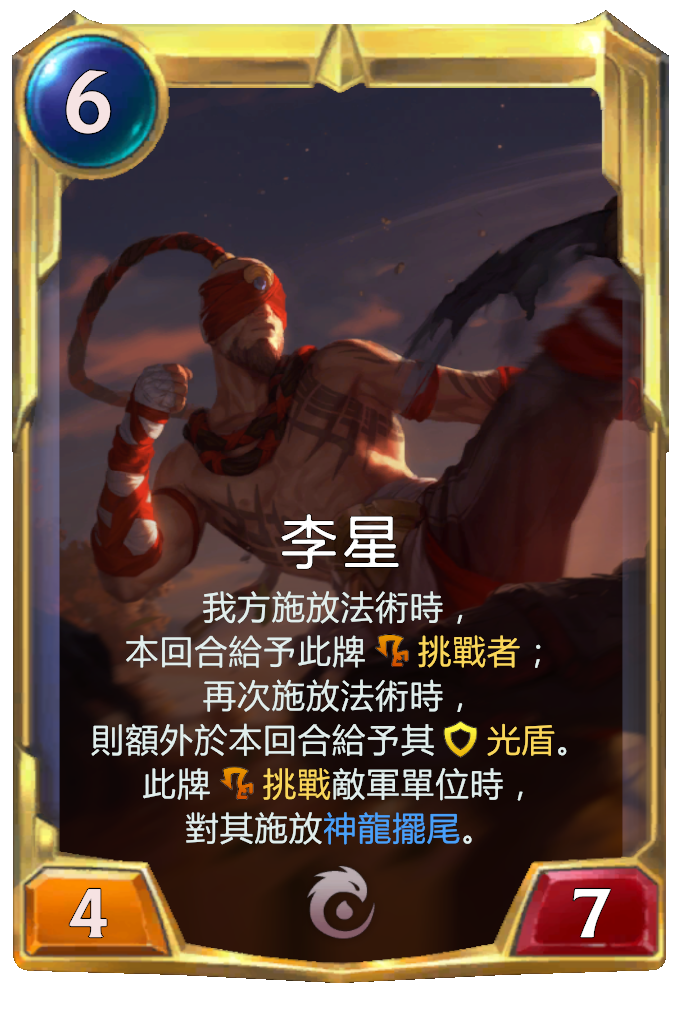 6
李星
我方施放法術時，
本回合給予此牌 挑戰者；
再次施放法術時，
則額外於本回合給予其 光盾。
此牌 挑戰敵軍單位時，
對其施放神龍擺尾。
4
7